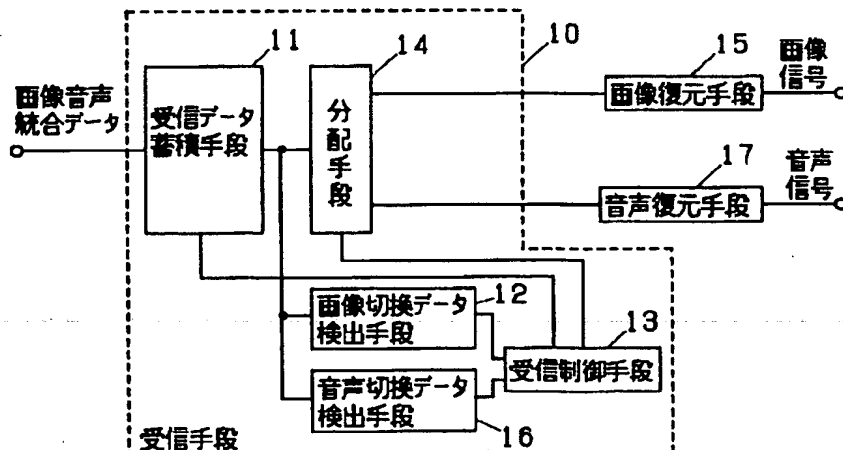 画像音声
統合データ
11
受信データ
蓄積手段
14
分
配
手
段
10
15
画像復元手段
画像
信号
17
音声復元手段
音声
信号
12
画像切換データ
検出手段
13
受信制御手段
音声切換データ
検出手段
16
受信手段